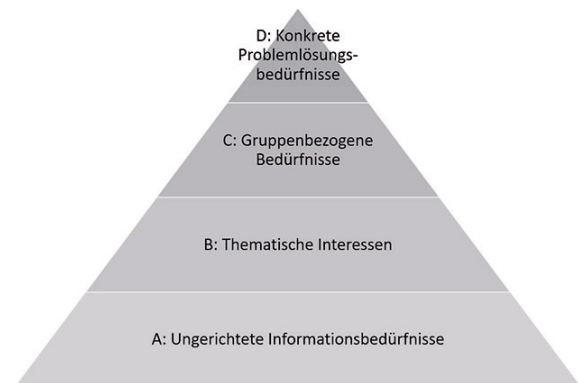 D: Konkrete
Problemlösungs-
bedürfnisse
C: Gruppenbezogene
Bedürfnisse
B: Thematische Interessen
A: Ungerichtete Informationsbedürfnisse